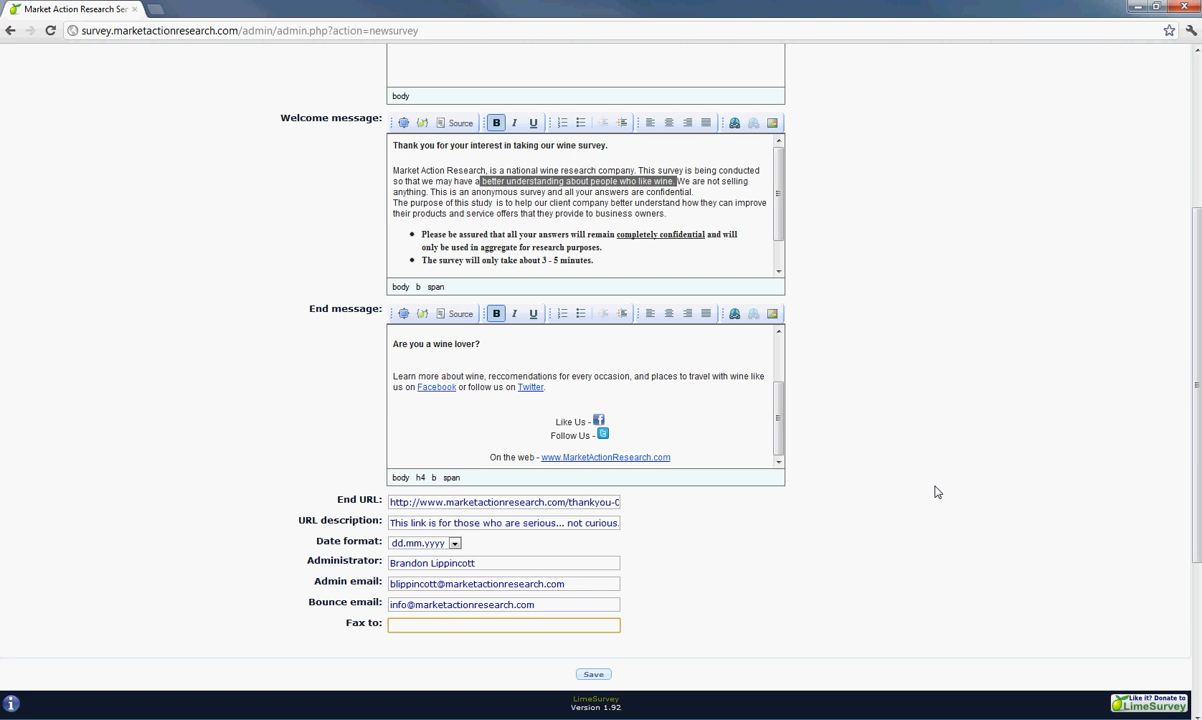 Market Action Research Ser
survey.marketactionresearch.com/admin/admin.php?action=newsurvey
body
Welcome message:
Source
B I U
Thank you for your interest in taking our wine survey.
Market Action Research, is a national wine research company. This survey is being conducted
so that we may have a better understanding about people who like wine. We are not selling
anything. This is an anonymous survey and all your answers are confidential.
The purpose of this study is to help our client company better understand how they can improve
their products and service offers that they provide to business owners.
Please be assured that all your answers will remain completely confidential and will
only be used in aggregate for research purposes.
The survey will only take about 3 - 5 minutes.
body b span
End message:
Source
B I U
Are you a wine lover?
Learn more about wine, reccomendations for every occasion, and places to travel with wine like
us on Facebook or follow us on Twitter.
Like Us -
Follow Us -
On the web - www.MarketActionResearch.com
body h4 b span
End URL: http://www.marketactionresearch.com/thankyou-
URL description: This link is for those who are serious... not curious.
Date format: dd.mm.yyyy
Administrator: Brandon Lippincott
Admin email: blippincott@marketactionresearch.com
Bounce email: info@marketactionresearch.com
Fax to:
Save
LimeSurvey
Version 1.92
Like it? Donate to
LimeSurvey